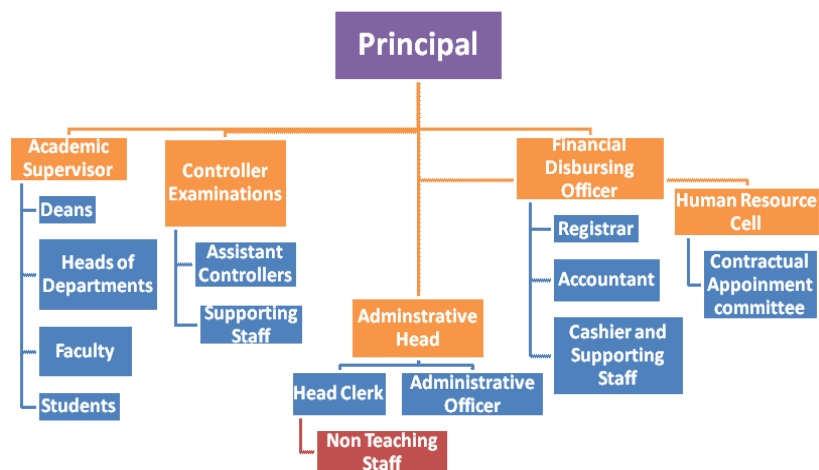 Principal
Academic
Supervisor
Deans
Heads of
Departments
Faculty
Students
Controller
Examinations
Assistant
Controllers
Supporting
Staff
Adminstrative
Head
Head Clerk
Administrative
Officer
Non Teaching
Staff
Financial
Disbursing
Officer
Registrar
Accountant
Cashier and
Supporting
Staff
Human Resource
Cell
Contractual
Appoinment
committee